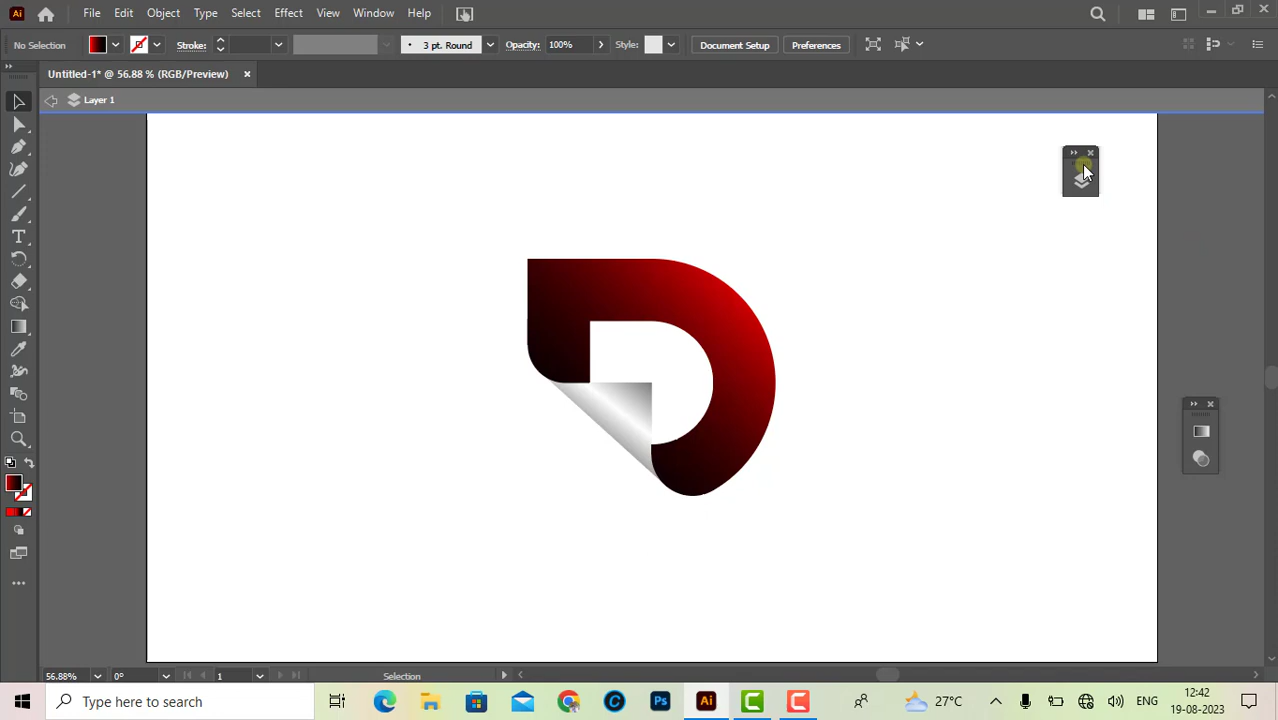 Ai File Edit Object Type Select Effect View Window Help
No Selection Stroke: 3 pt. Round Opacity: 100% Style: Document Setup Preferences
Untitled-1* @ 56.88 % (RGB/Preview)
Layer 1
56.88% 0° 1 Selection
Type here to search Ps Ai 27°C ENG 12:42
19-08-2023